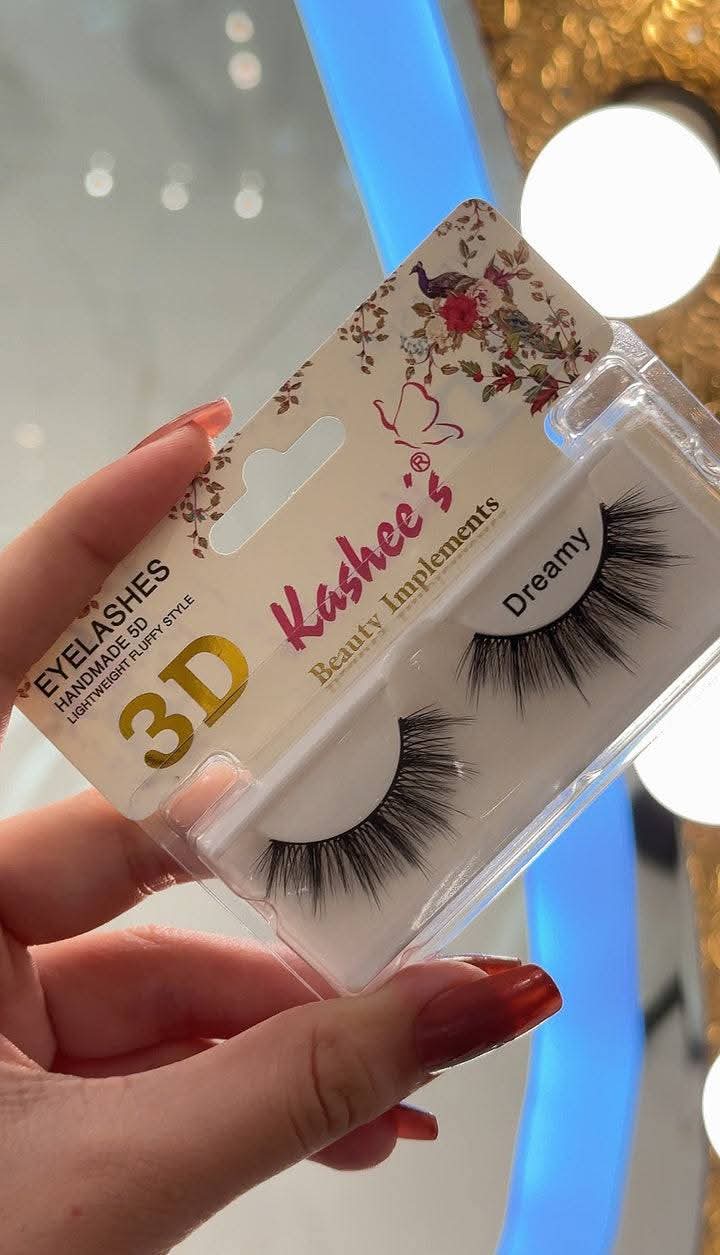 EYELASHES
HANDMADE 5D
LIGHTWEIGHT FLUFFY STYLE
3D
Kashee's®
Beauty Implements
Dreamy